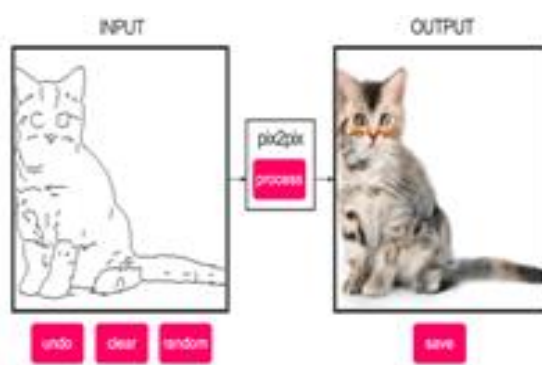 INPUT
OUTPUT
pix2pix
process
undo
clear
random
save